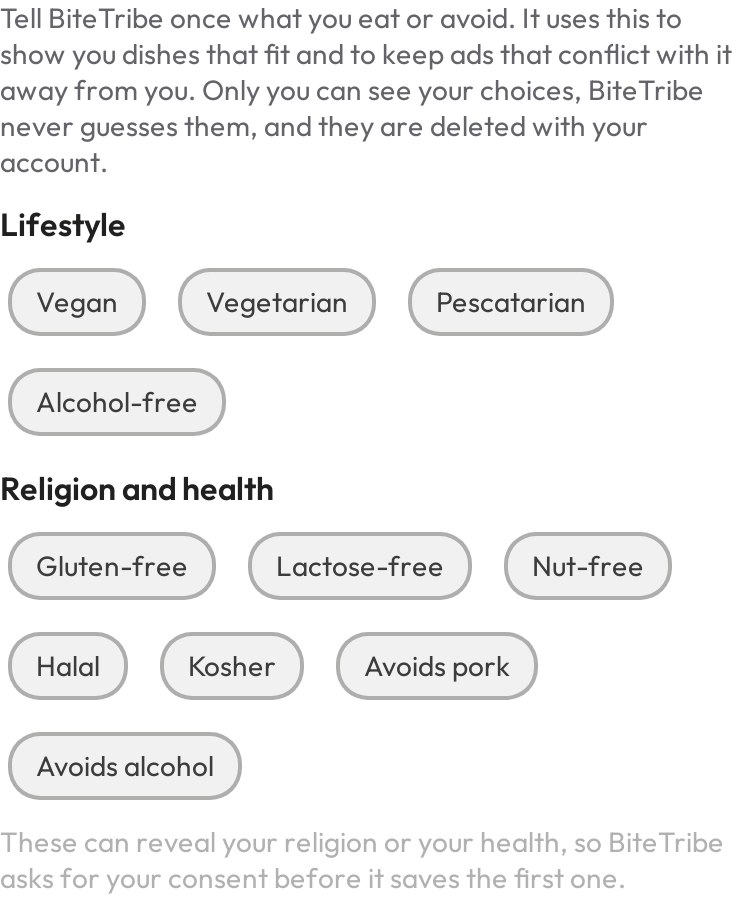 Tell BiteTribe once what you eat or avoid. It uses this to
show you dishes that fit and to keep ads that conflict with it
away from you. Only you can see your choices, BiteTribe
never guesses them, and they are deleted with your
account.
Lifestyle
Vegan Vegetarian Pescatarian
Alcohol-free
Religion and health
Gluten-free Lactose-free Nut-free
Halal Kosher Avoids pork
Avoids alcohol
These can reveal your religion or your health, so BiteTribe
asks for your consent before it saves the first one.